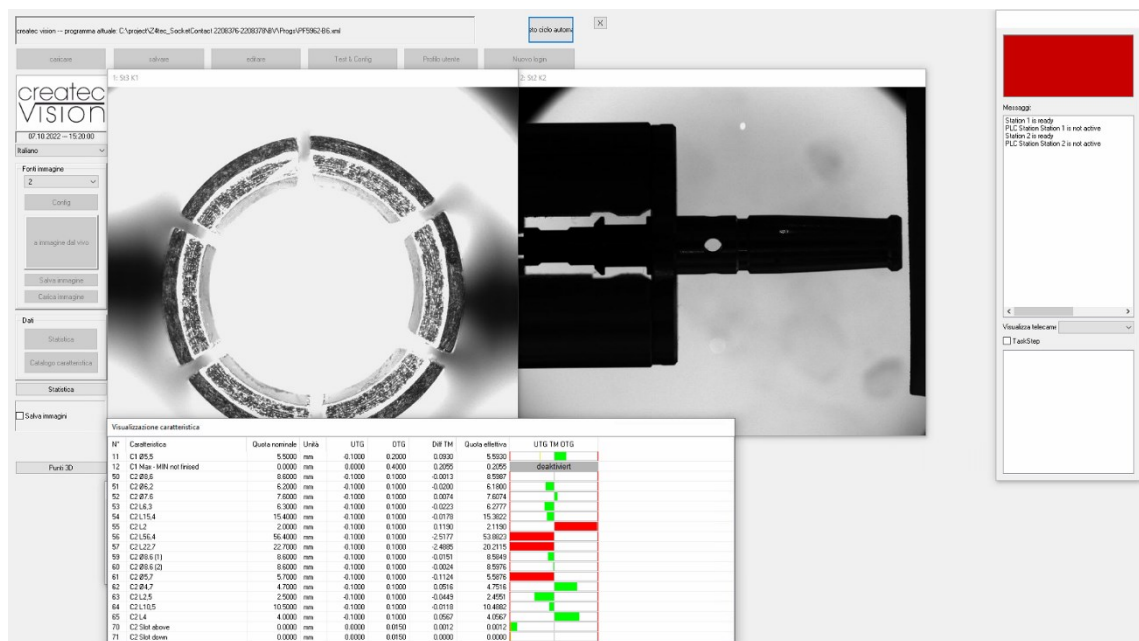 createc vision -- programma attuale: C:\project\Z4tec_SocketContact 2208376-2208378\BV\Progs\PF5962-B6.xml
caricare
salvare
editare
Test & Config
Profilo utente
Nuovo login
X
createc
VISION
07.10.2022 -- 15:20:00
Italiano
Fonti immagine
2
Config
a immagine dal vivo
Salva immagine
Carica immagine
Dati
Statistica
Catalogo caratteristica
Statistica
Salva immagini
Punti 3D
1: St3 K1
2: St2 K2
Messaggi:
Station 1 is ready
PLC Station Station 1 is not active
Station 2 is ready
PLC Station Station 2 is not active
TaskStep
Visualizzazione caratteristica
N° Caratteristica Quota nominale Unità UTG OTG Diff TM Quota effettiva UTG TM OTG
11 C1 Ø5,5 5.5000 mm -0.1000 0.2000 0.0930 5.5930
12 C1 Max - MIN not finised 0.0000 mm 0.0000 0.4000 0.2055 0.2055 deaktiviert
50 C2 Ø8,6 8.6000 mm -0.1000 0.1000 -0.0013 8.5987
51 C2 Ø6,2 6.2000 mm -0.1000 0.1000 -0.0200 6.1800
52 C2 Ø7.6 7.6000 mm -0.1000 0.1000 0.0074 7.6074
53 C2 L6,3 6.3000 mm -0.1000 0.1000 -0.0223 6.2777
54 C2 L15,4 15.4000 mm -0.1000 0.1000 -0.0178 15.3822
55 C2 L2 2.0000 mm -0.1000 0.1000 0.1190 2.1190
56 C2 L56,4 56.4000 mm -0.1000 0.1000 -2.5177 53.8823
57 C2 L22,7 22.7000 mm -0.1000 0.1000 -2.4885 20.2115
59 C2 Ø8.6 (1) 8.6000 mm -0.1000 0.1000 -0.0151 8.5849
60 C2 Ø8.6 (2) 8.6000 mm -0.1000 0.1000 -0.0024 8.5976
61 C2 Ø5,7 5.7000 mm -0.1000 0.1000 -0.1124 5.5876
62 C2 Ø4,7 4.7000 mm -0.1000 0.1000 0.0516 4.7516
63 C2 L2,5 2.5000 mm -0.1000 0.1000 -0.0449 2.4551
64 C2 L10,5 10.5000 mm -0.1000 0.1000 -0.0118 10.4882
65 C2 L4 4.0000 mm -0.1000 0.1000 0.0567 4.0567
70 C2 Slot above 0.0000 mm 0.0000 0.0150 0.0012 0.0012
71 C2 Slot down 0.0000 mm 0.0000 0.0150 0.0000 0.0000